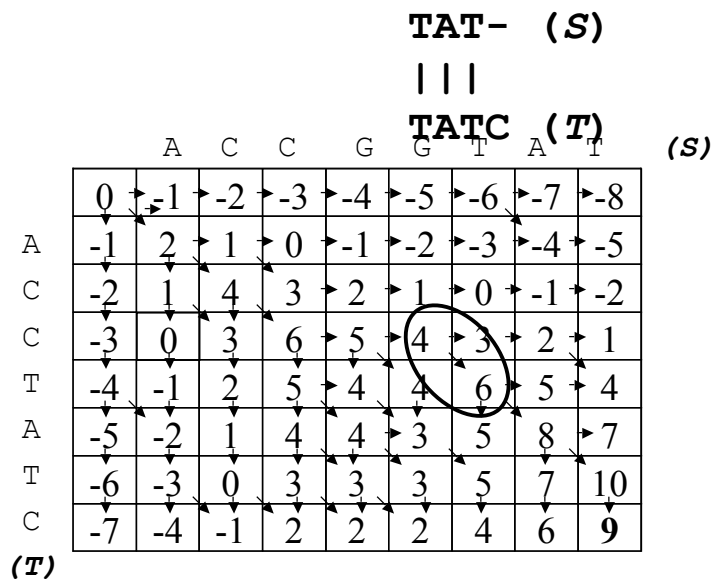 TAT- (S)
|||
TATC (T)
A C C G G T A T (S)
0 -1 -2 -3 -4 -5 -6 -7 -8
A -1 2 1 0 -1 -2 -3 -4 -5
C -2 1 4 3 2 1 0 -1 -2
C -3 0 3 6 5 4 3 2 1
T -4 -1 2 5 4 4 6 5 4
A -5 -2 1 4 4 3 5 8 7
T -6 -3 0 3 3 3 5 7 10
C -7 -4 -1 2 2 2 4 6 9
(T)